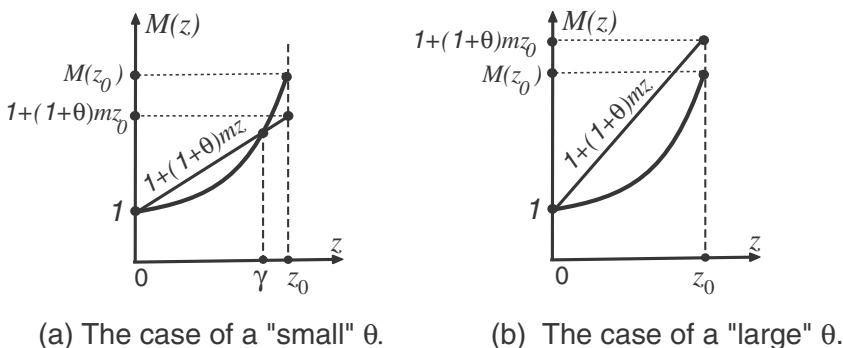 M(z)
M(z₀)
1+(1+θ)mz₀
1+(1+θ)mz
1
0
γ
z₀
z
(a) The case of a "small" θ.
M(z)
1+(1+θ)mz₀
M(z₀)
1+(1+θ)mz
1
0
z₀
z
(b) The case of a "large" θ.